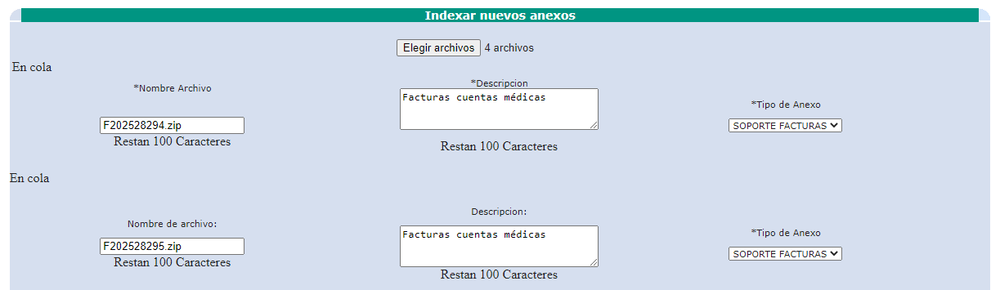 Indexar nuevos anexos
Elegir archivos 4 archivos
En cola
*Nombre Archivo
F202528294.zip
Restan 100 Caracteres
*Descripcion
Facturas cuentas médicas
Restan 100 Caracteres
*Tipo de Anexo
SOPORTE FACTURAS
En cola
Nombre de archivo:
F202528295.zip
Restan 100 Caracteres
Descripcion:
Facturas cuentas médicas
Restan 100 Caracteres
*Tipo de Anexo
SOPORTE FACTURAS